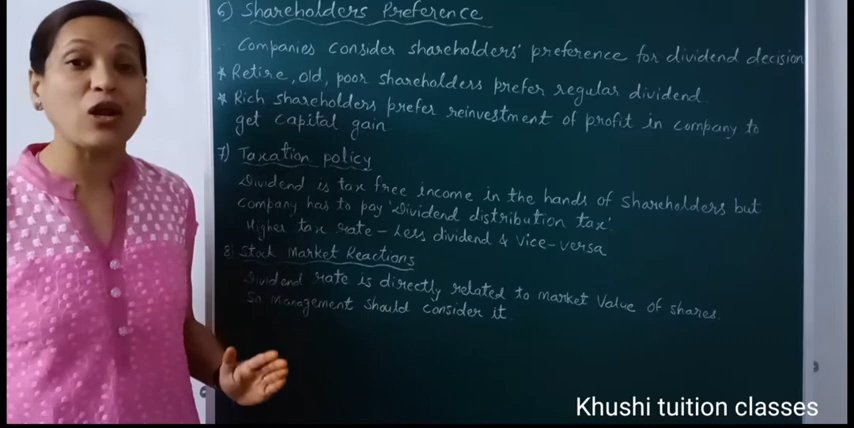 6) Shareholders Preference
Companies consider shareholders' preference for dividend decision
* Retire, old, poor shareholders prefer regular dividend.
* Rich shareholders prefer reinvestment of profit in company to
get capital gain
7) Taxation policy
Dividend is tax free income in the hands of shareholders but
company has to pay 'Dividend distribution tax'.
Higher tax rate - Less dividend & vice-versa
8) Stock Market Reactions
Dividend rate is directly related to market value of shares.
So management should consider it.
Khushi tuition classes